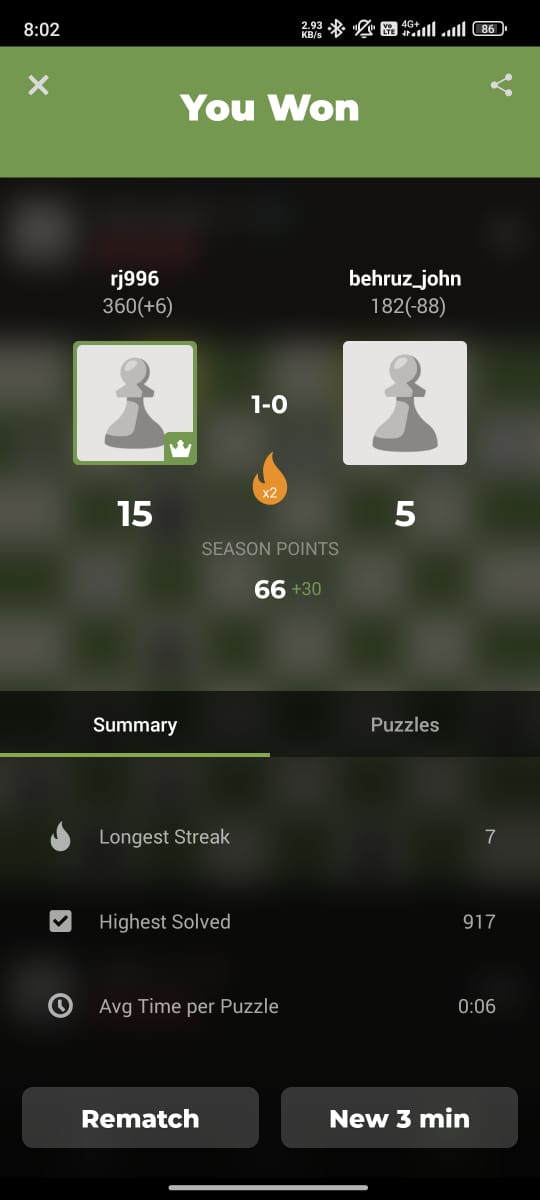 8:02
2.93
KB/s
Vo
LTE
4G+
86
You Won
rj996
behruz_john
360(+6)
182(-88)
1-0
x2
15
5
SEASON POINTS
66 +30
Summary
Puzzles
Longest Streak
7
Highest Solved
917
Avg Time per Puzzle
0:06
Rematch
New 3 min